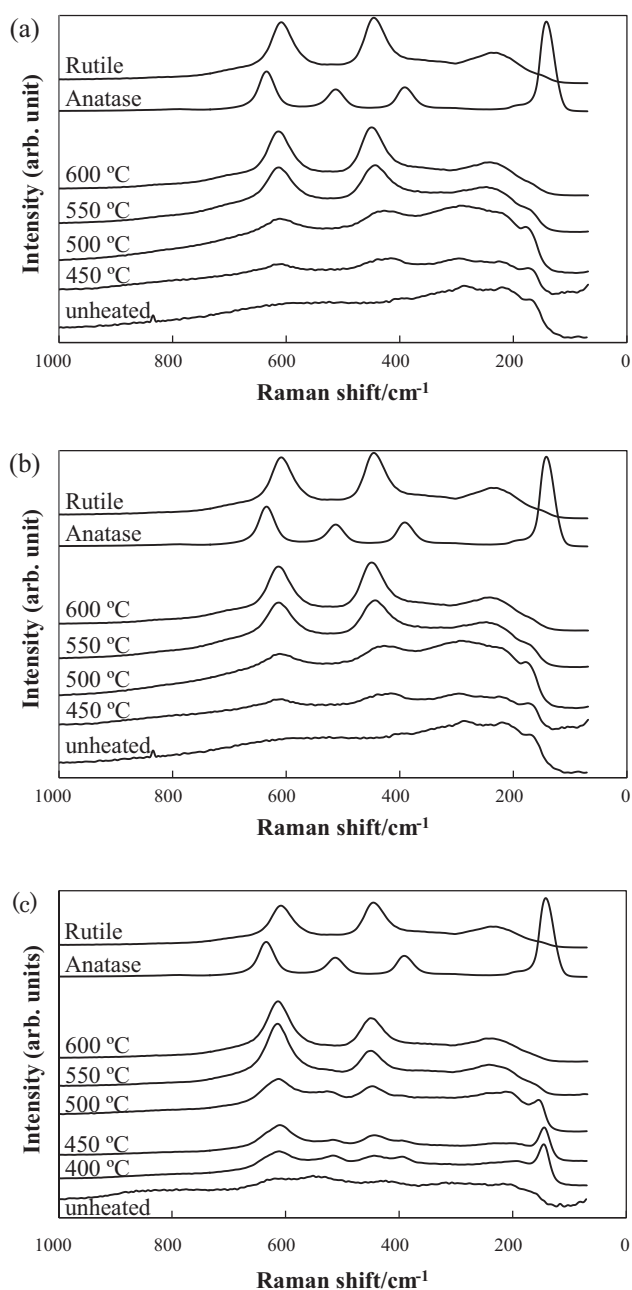 (a)
Rutile
Anatase
600 ºC
550 ºC
500 ºC
450 ºC
unheated
Intensity (arb. unit)
1000 800 600 400 200 0
Raman shift/cm-1
(b)
Rutile
Anatase
600 ºC
550 ºC
500 ºC
450 ºC
unheated
Intensity (arb. unit)
1000 800 600 400 200 0
Raman shift/cm-1
(c)
Rutile
Anatase
600 ºC
550 ºC
500 ºC
450 ºC
400 ºC
unheated
Intensity (arb. units)
1000 800 600 400 200 0
Raman shift/cm-1